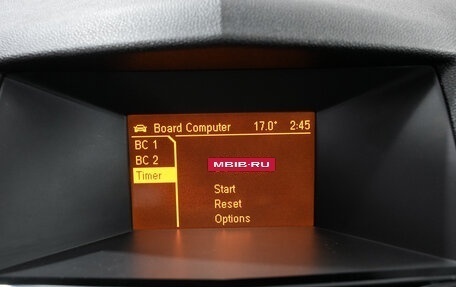 Board Computer 17.0° 2:45
BC 1
BC 2
MBIB.RU
Timer
Start
Reset
Options